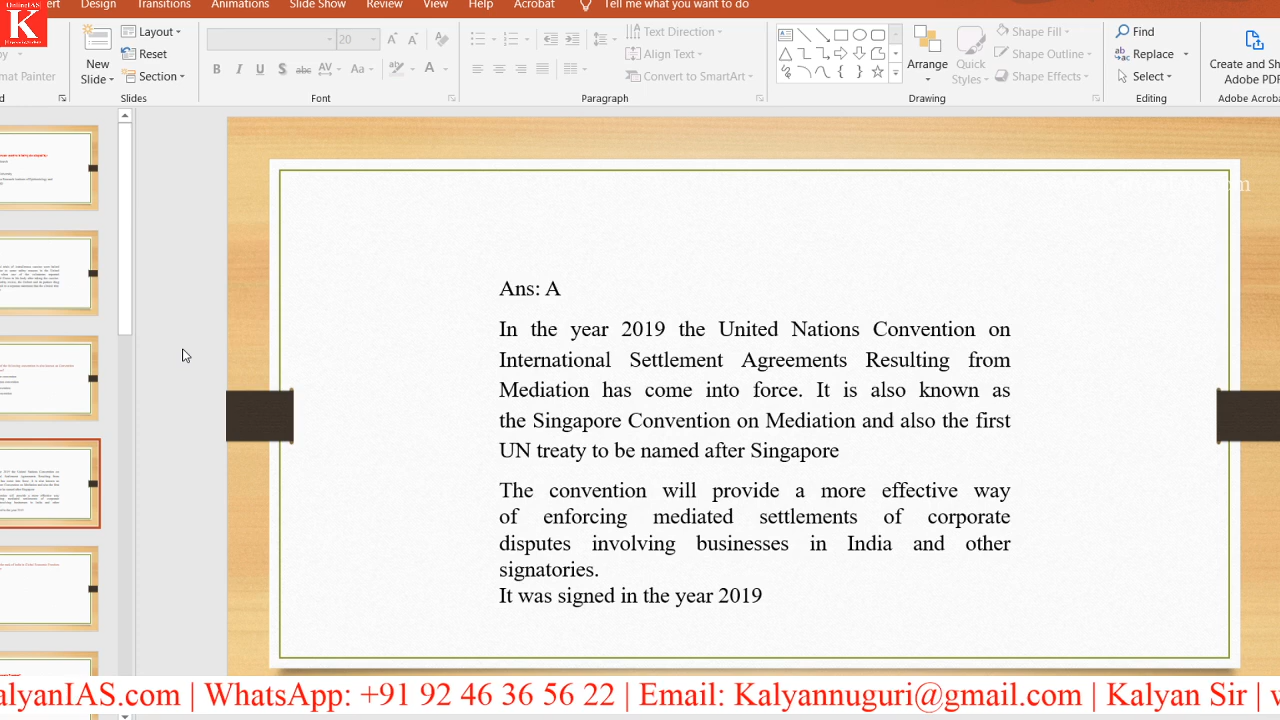 OnlineIAS
K
ert Design Transitions Animations Slide Show Review View Help Acrobat Tell me what you want to do
Layout
Reset
Section
New
Slide
mat Painter
Slides
20
B I U S abc AV Aa A
Font
Text Direction
Align Text
Convert to SmartArt
Paragraph
Arrange
Quick
Styles
Shape Fill
Shape Outline
Shape Effects
Drawing
Find
Replace
Select
Editing
Create and Sh
Adobe PDF
Adobe Acroba
m
Ans: A
In the year 2019 the United Nations Convention on
International Settlement Agreements Resulting from
Mediation has come into force. It is also known as
the Singapore Convention on Mediation and also the first
UN treaty to be named after Singapore
The convention will provide a more effective way
of enforcing mediated settlements of corporate
disputes involving businesses in India and other
signatories.
It was signed in the year 2019
alyanIAS.com | WhatsApp: +91 92 46 36 56 22 | Email: Kalyannuguri@gmail.com | Kalyan Sir | w